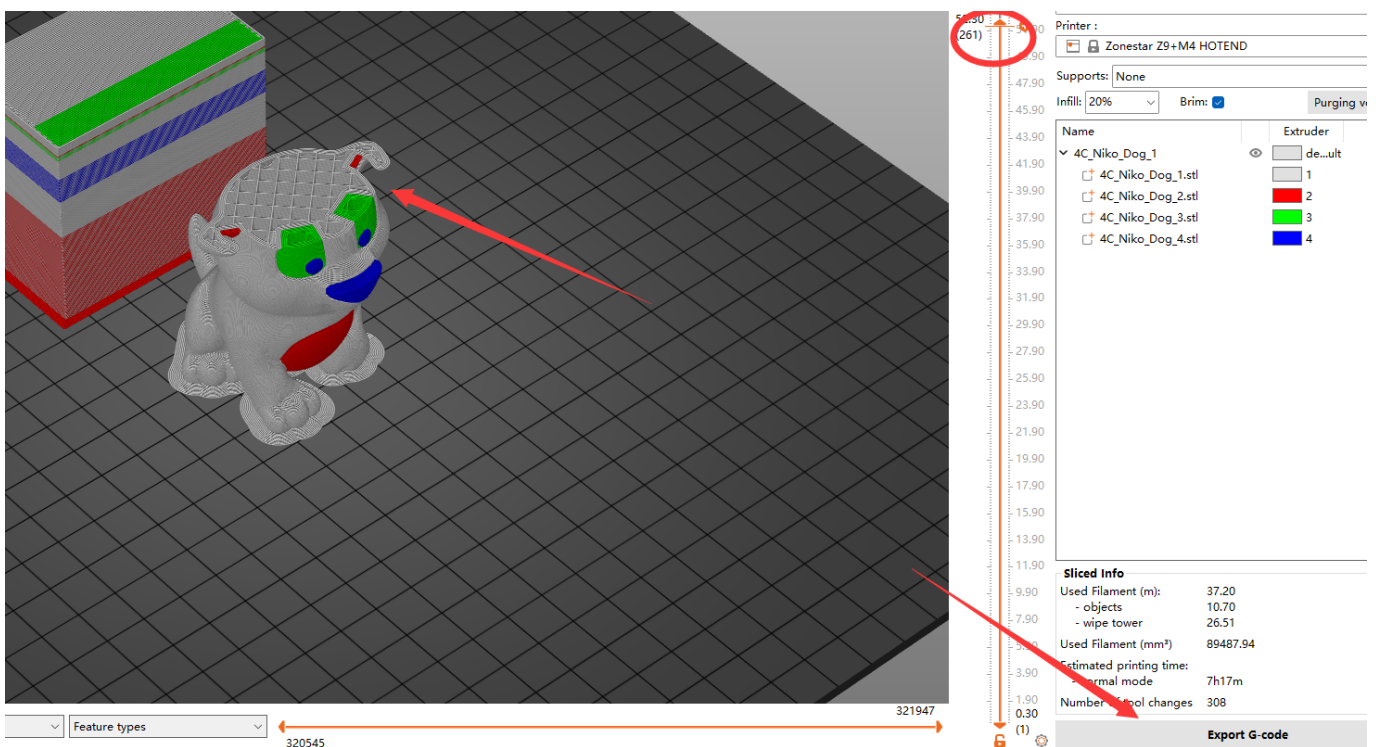 (261)
47.90
45.90
43.90
41.90
39.90
37.90
35.90
33.90
31.90
29.90
27.90
25.90
23.90
21.90
19.90
17.90
15.90
13.90
11.90
9.90
7.90
3.90
1.90
0.30
(1)
Feature types
321947
320545
Printer :
Zonestar Z9+M4 HOTEND
Supports: None
Infill: 20% Brim: Purging
Name Extruder
4C_Niko_Dog_1 de...ult
4C_Niko_Dog_1.stl 1
4C_Niko_Dog_2.stl 2
4C_Niko_Dog_3.stl 3
4C_Niko_Dog_4.stl 4
Sliced Info
Used Filament (m): 37.20
- objects 10.70
- wipe tower 26.51
Used Filament (mm³) 89487.94
Estimated printing time:
- normal mode 7h17m
Number of tool changes 308
Export G-code